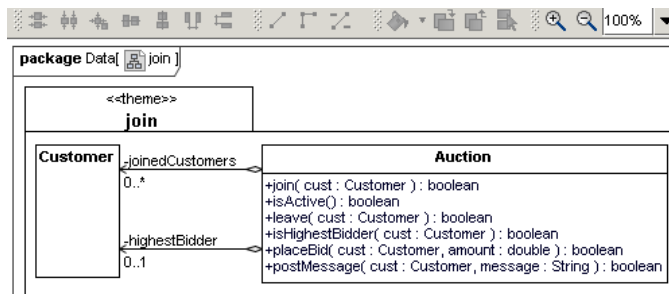 100%
package Data[ join ]
<<theme>>
join
Customer
-joinedCustomers
0..*
-highestBidder
0..1
Auction
+join( cust : Customer ) : boolean
+isActive() : boolean
+leave( cust : Customer ) : boolean
+isHighestBidder( cust : Customer ) : boolean
+placeBid( cust : Customer, amount : double ) : boolean
+postMessage( cust : Customer, message : String ) : boolean